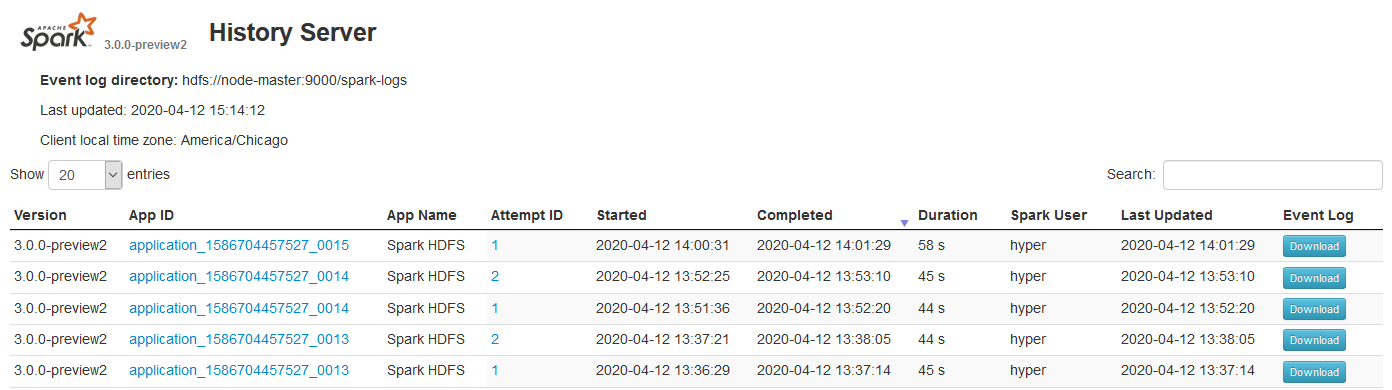 APACHE
Spark™ 3.0.0-preview2 History Server
Event log directory: hdfs://node-master:9000/spark-logs
Last updated: 2020-04-12 15:14:12
Client local time zone: America/Chicago
Show 20 entries Search:
Version App ID App Name Attempt ID Started Completed Duration Spark User Last Updated Event Log
3.0.0-preview2 application_1586704457527_0015 Spark HDFS 1 2020-04-12 14:00:31 2020-04-12 14:01:29 58 s hyper 2020-04-12 14:01:29 Download
3.0.0-preview2 application_1586704457527_0014 Spark HDFS 2 2020-04-12 13:52:25 2020-04-12 13:53:10 45 s hyper 2020-04-12 13:53:10 Download
3.0.0-preview2 application_1586704457527_0014 Spark HDFS 1 2020-04-12 13:51:36 2020-04-12 13:52:20 44 s hyper 2020-04-12 13:52:20 Download
3.0.0-preview2 application_1586704457527_0013 Spark HDFS 2 2020-04-12 13:37:21 2020-04-12 13:38:05 44 s hyper 2020-04-12 13:38:05 Download
3.0.0-preview2 application_1586704457527_0013 Spark HDFS 1 2020-04-12 13:36:29 2020-04-12 13:37:14 45 s hyper 2020-04-12 13:37:14 Download